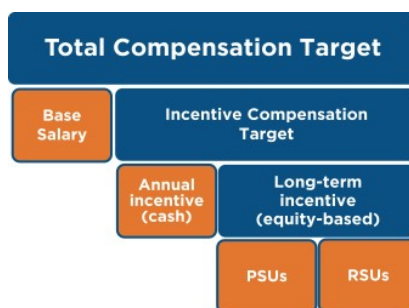 Total Compensation Target
Base
Salary
Incentive Compensation
Target
Annual
incentive
(cash)
Long-term
incentive
(equity-based)
PSUs
RSUs